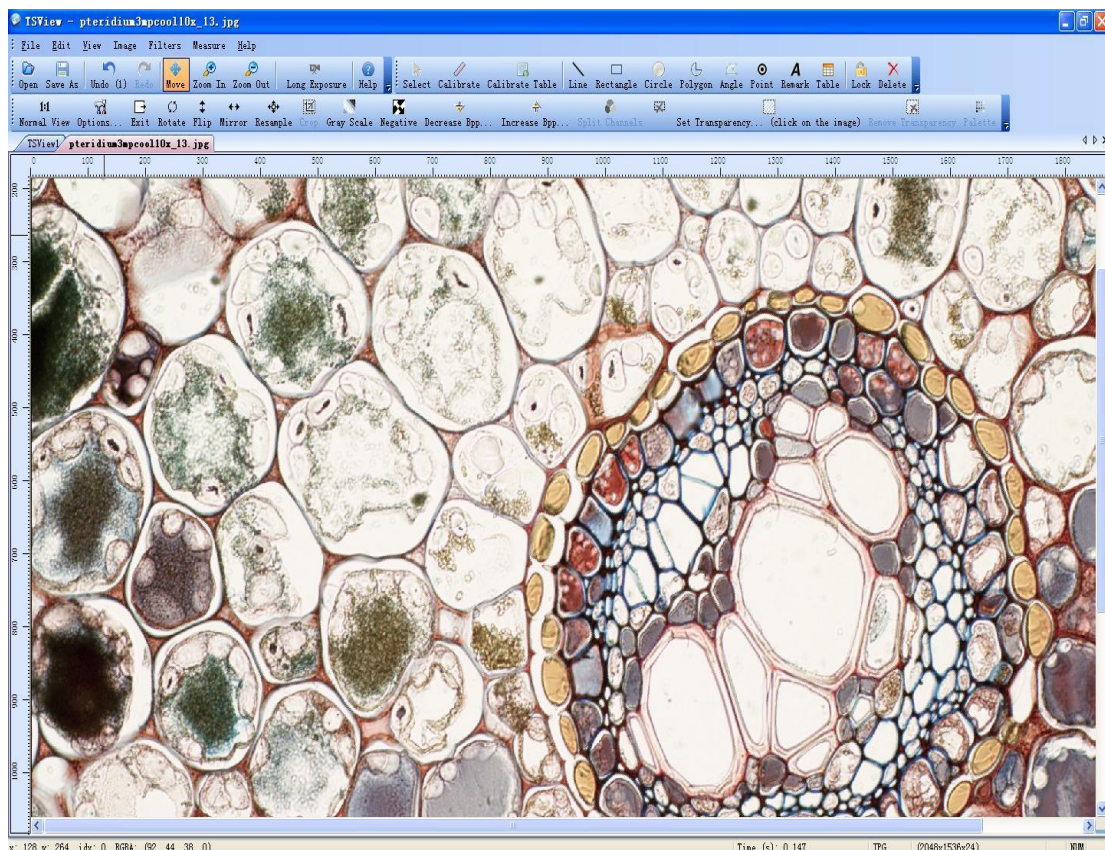 TSView - pteridium3mpcool10x_13.jpg
File Edit View Image Filters Measure Help
Open Save As Undo (1) Redo Move Zoom In Zoom Out Long Exposure Help Select Calibrate Calibrate Table Line Rectangle Circle Polygon Angle Point Remark Table Lock Delete
1:1
Normal View Options... Exit Rotate Flip Mirror Resample Crop Gray Scale Negative Decrease Bpp... Increase Bpp... Split Channels Set Transparency... (click on the image) Remove Transparency Palette
TSView1 pteridium3mpcool10x_13.jpg
0 100 200 300 400 500 600 700 800 900 1000 1100 1200 1300 1400 1500 1600 1700 1800
200
300
400
500
600
700
800
900
1000
x: 128 y: 264 idx: 0 RGBA: (92, 44, 38, 0) Time (s): 0.147 JPG (2048x1536x24) NUM